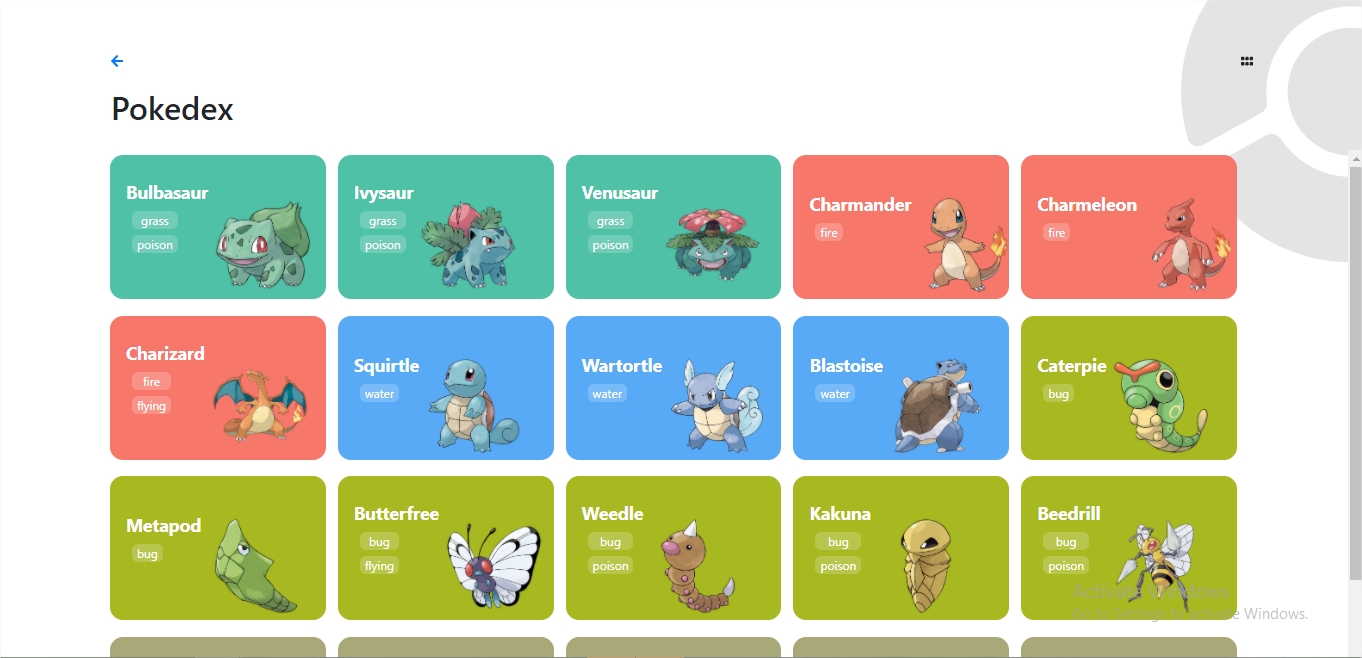 Pokedex
Bulbasaur
grass
poison
Ivysaur
grass
poison
Venusaur
grass
poison
Charmander
fire
Charmeleon
fire
Charizard
fire
flying
Squirtle
water
Wartortle
water
Blastoise
water
Caterpie
bug
Metapod
bug
Butterfree
bug
flying
Weedle
bug
poison
Kakuna
bug
poison
Beedrill
bug
poison
Activate Windows
Go to Settings to activate Windows.